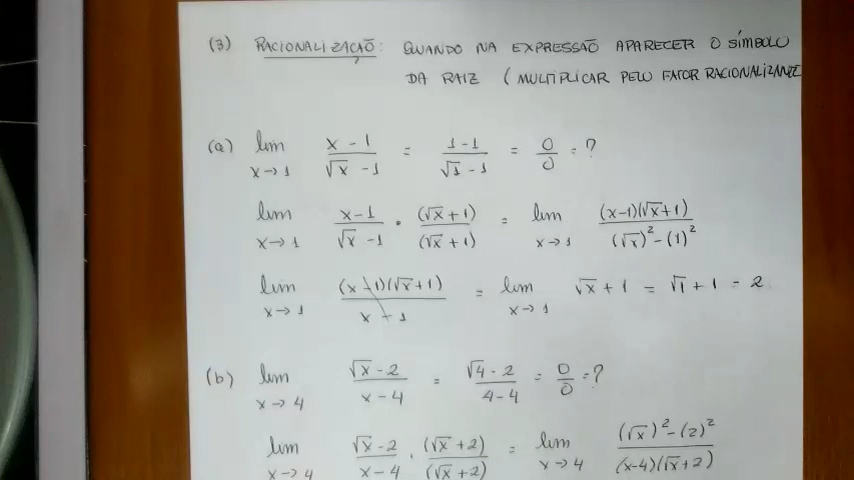 (3) RACIONALIZAÇÃO: QUANDO NA EXPRESSÃO APARECER O SÍMBOLO
DA RAIZ (MULTIPLICAR PELO FATOR RACIONALIZANTE
(a) lim x→1 (x-1)/(√x -1) = (1-1)/(√1 -1) = 0/0 = ?
lim x→1 (x-1)/(√x -1) · (√x+1)/(√x+1) = lim x→1 (x-1)(√x+1)/((√x)²-(1)²)
lim x→1 (x-1)(√x+1)/(x-1) = lim x→1 √x+1 = √1+1 = 2
(b) lim x→4 (√x-2)/(x-4) = (√4-2)/(4-4) = 0/0 = ?
lim x→4 (√x-2)/(x-4) · (√x+2)/(√x+2) = lim x→4 ((√x)²-(2)²)/((x-4)(√x+2))